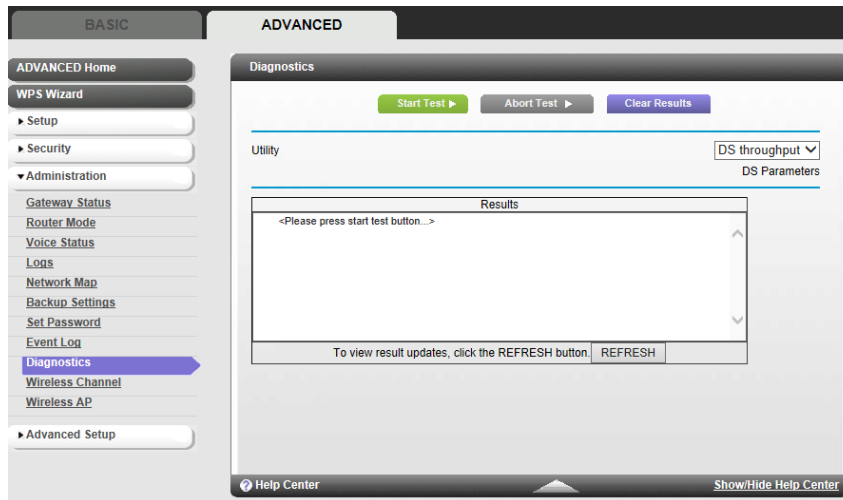 BASIC
ADVANCED
ADVANCED Home
WPS Wizard
Setup
Security
Administration
Gateway Status
Router Mode
Voice Status
Logs
Network Map
Backup Settings
Set Password
Event Log
Diagnostics
Wireless Channel
Wireless AP
Advanced Setup
Diagnostics
Start Test
Abort Test
Clear Results
Utility
DS throughput
DS Parameters
Results
<Please press start test button...>
To view result updates, click the REFRESH button. REFRESH
Help Center
Show/Hide Help Center